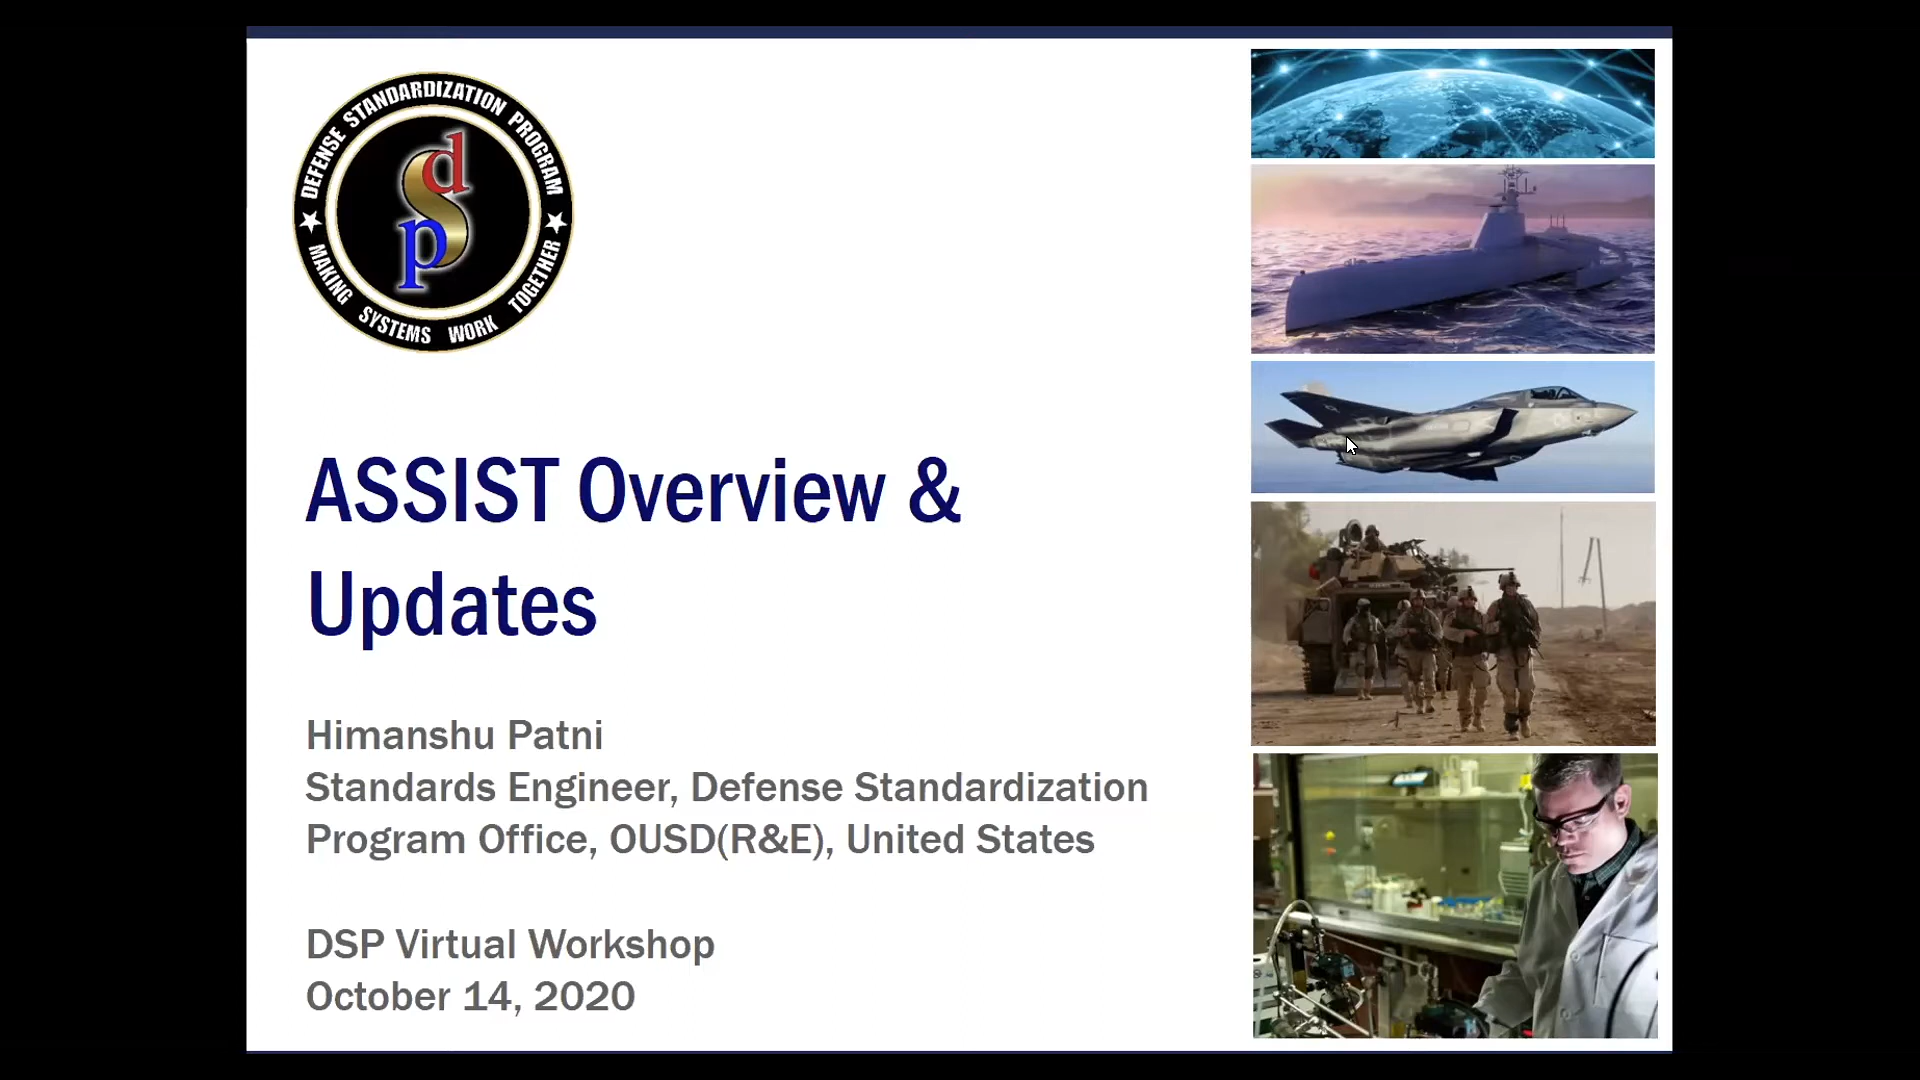 DEFENSE STANDARDIZATION PROGRAM
MAKING SYSTEMS WORK TOGETHER
dsp
ASSIST Overview &
Updates
Himanshu Patni
Standards Engineer, Defense Standardization
Program Office, OUSD(R&E), United States
DSP Virtual Workshop
October 14, 2020